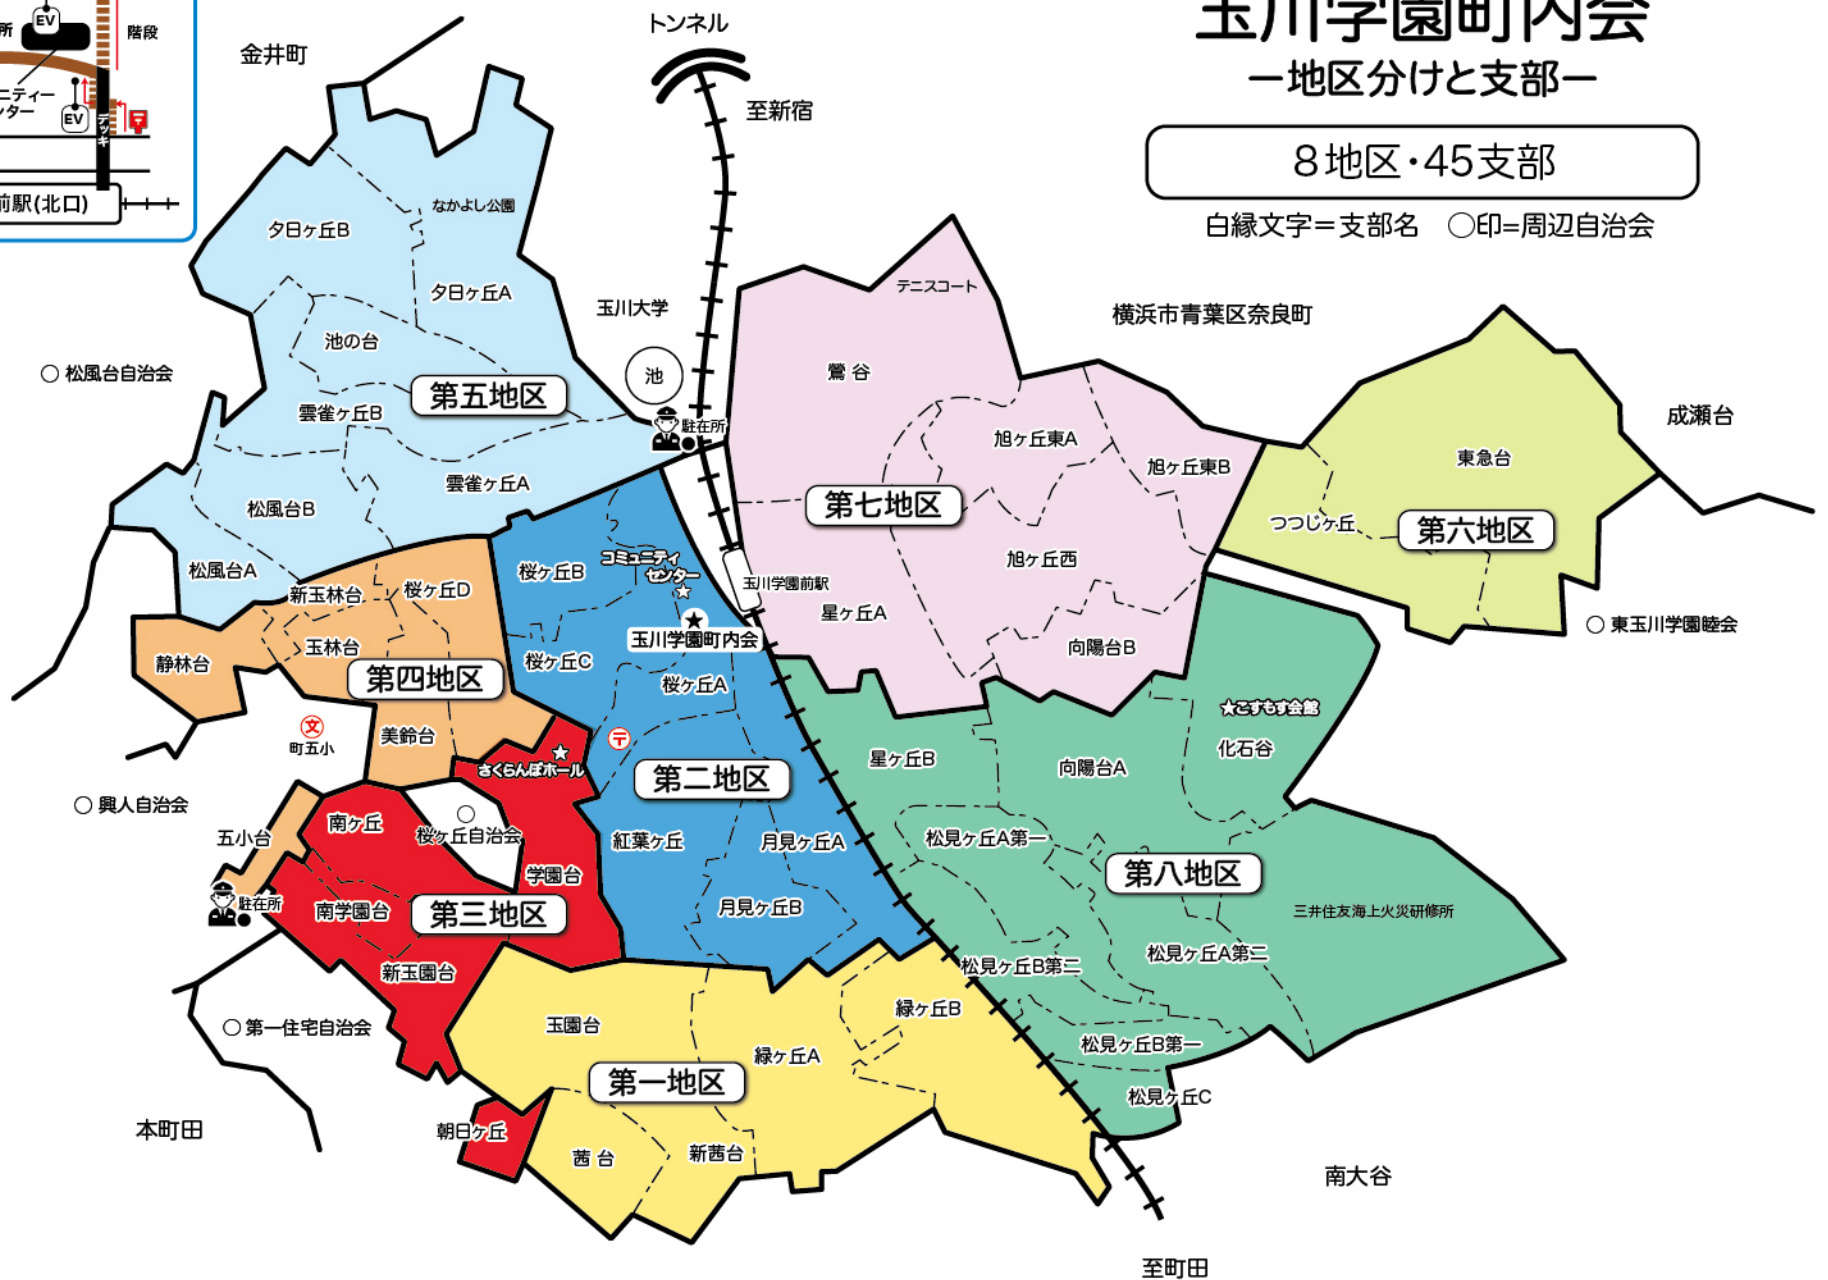 玉川学園町内会
ー地区分けと支部ー
8地区・45支部
白縁文字＝支部名 ○印=周辺自治会
所
EV
階段
ニティー
ンター
EV
デッキ
〒
前駅(北口)
金井町
トンネル
至新宿
なかよし公園
夕日ヶ丘B
夕日ヶ丘A
玉川大学
池の台
池
○ 松風台自治会
第五地区
雲雀ヶ丘B
駐在所
雲雀ヶ丘A
松風台B
松風台A
テニスコート
横浜市青葉区奈良町
鶯谷
旭ヶ丘東A
旭ヶ丘東B
第七地区
旭ヶ丘西
星ヶ丘A
向陽台B
成瀬台
東急台
つつじヶ丘
第六地区
○ 東玉川学園睦会
新玉林台
桜ヶ丘D
玉林台
静林台
第四地区
美鈴台
文
町五小
五小台
○ 興人自治会
桜ヶ丘B
コミュニティ
センター
☆
玉川学園前駅
★
玉川学園町内会
桜ヶ丘C
桜ヶ丘A
〒
第二地区
紅葉ヶ丘
月見ヶ丘A
月見ヶ丘B
さくらんぼホール
南ヶ丘
○
桜ヶ丘自治会
学園台
駐在所
南学園台
第三地区
新玉園台
○ 第一住宅自治会
朝日ヶ丘
本町田
★こすもす会館
化石谷
星ヶ丘B
向陽台A
松見ヶ丘A第一
第八地区
三井住友海上火災研修所
松見ヶ丘A第二
松見ヶ丘B第二
松見ヶ丘B第一
松見ヶ丘C
玉園台
緑ヶ丘B
緑ヶ丘A
第一地区
茜台
新茜台
南大谷
至町田